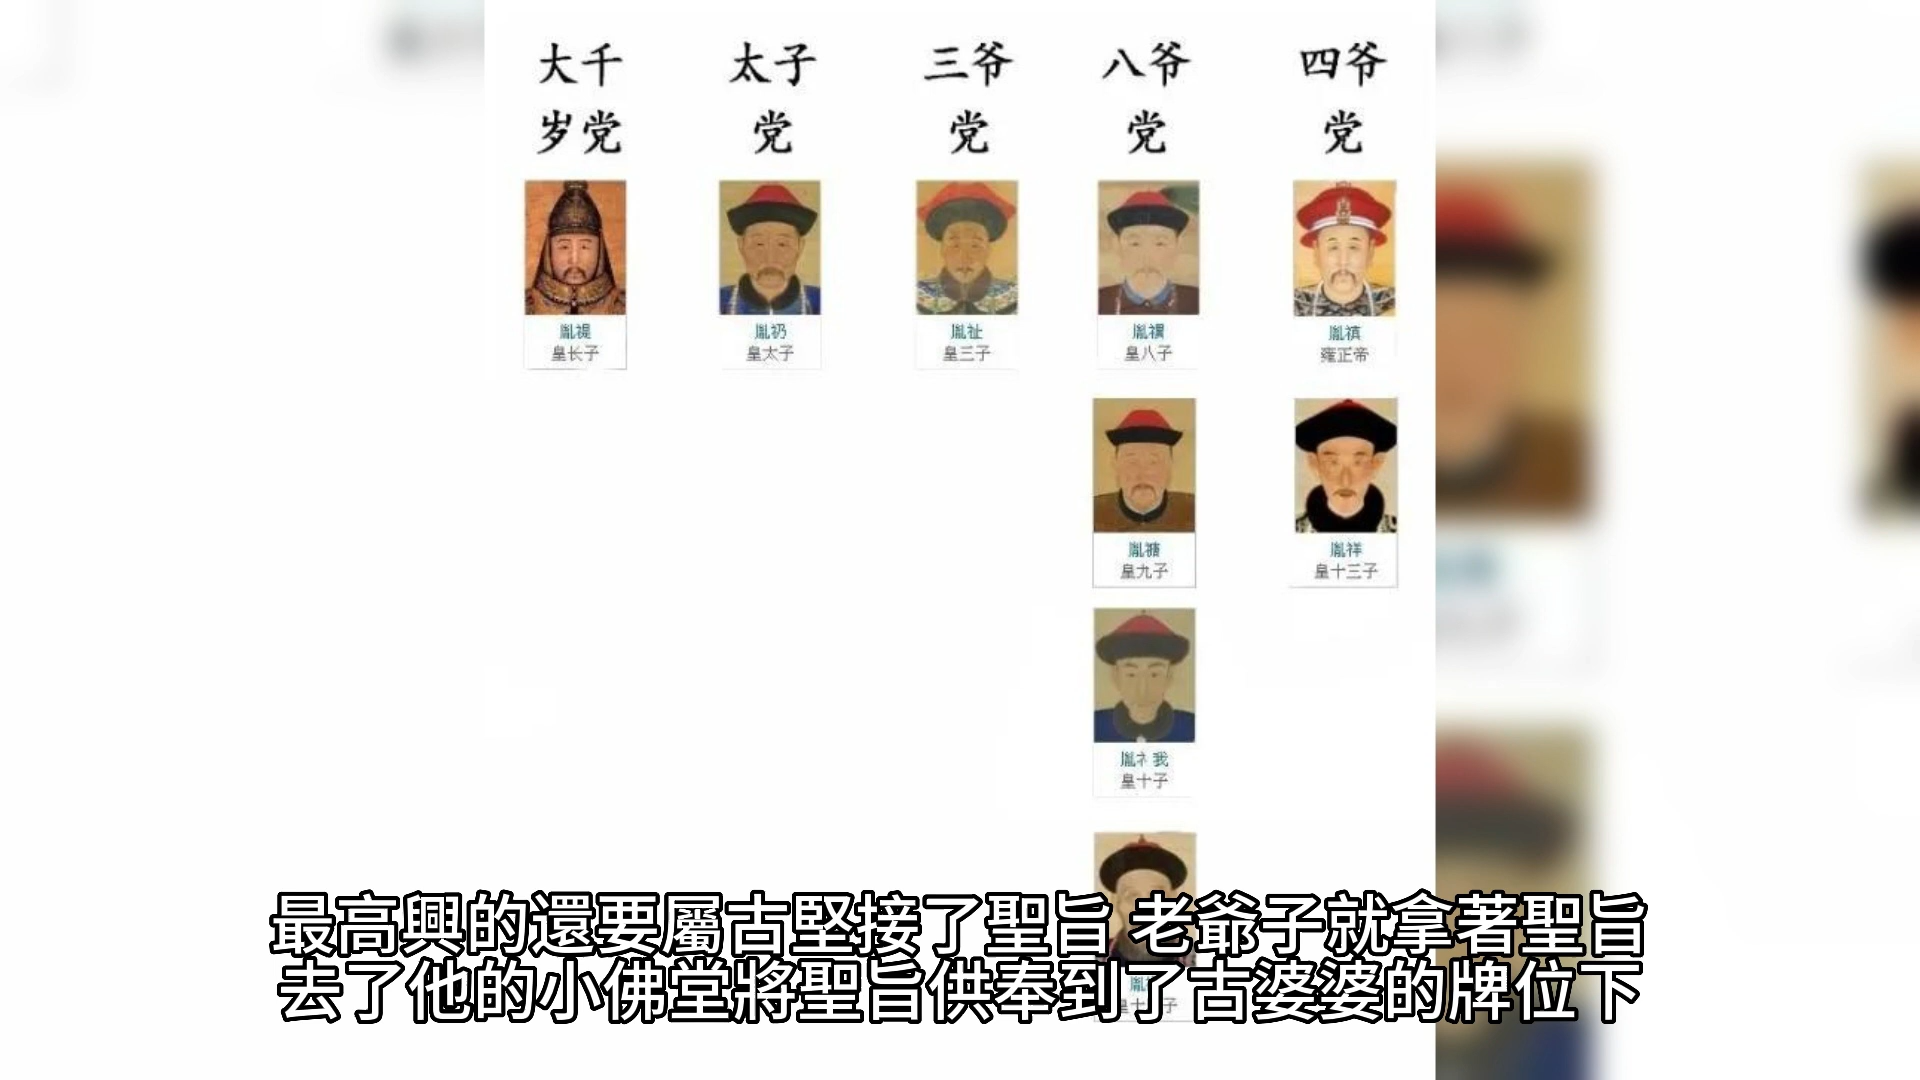 大千 太子 三爷 八爷 四爷
岁党 党 党 党 党
胤禔 胤礽 胤祉 胤禩 胤禛
皇长子 皇太子 皇三子 皇八子 雍正帝
胤禟 胤祥
皇九子 皇十三子
胤礻我
皇十子
最高興的還要屬古堅接了聖旨 老爺子就拿著聖旨
去了他的小佛堂將聖旨供奉到了古婆婆的牌位下